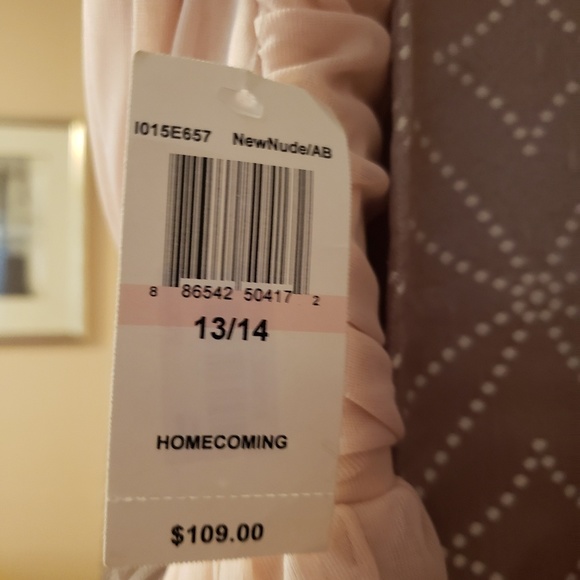 I015E657 NewNude/AB
8 86542 50417 2
13/14
HOMECOMING
$109.00